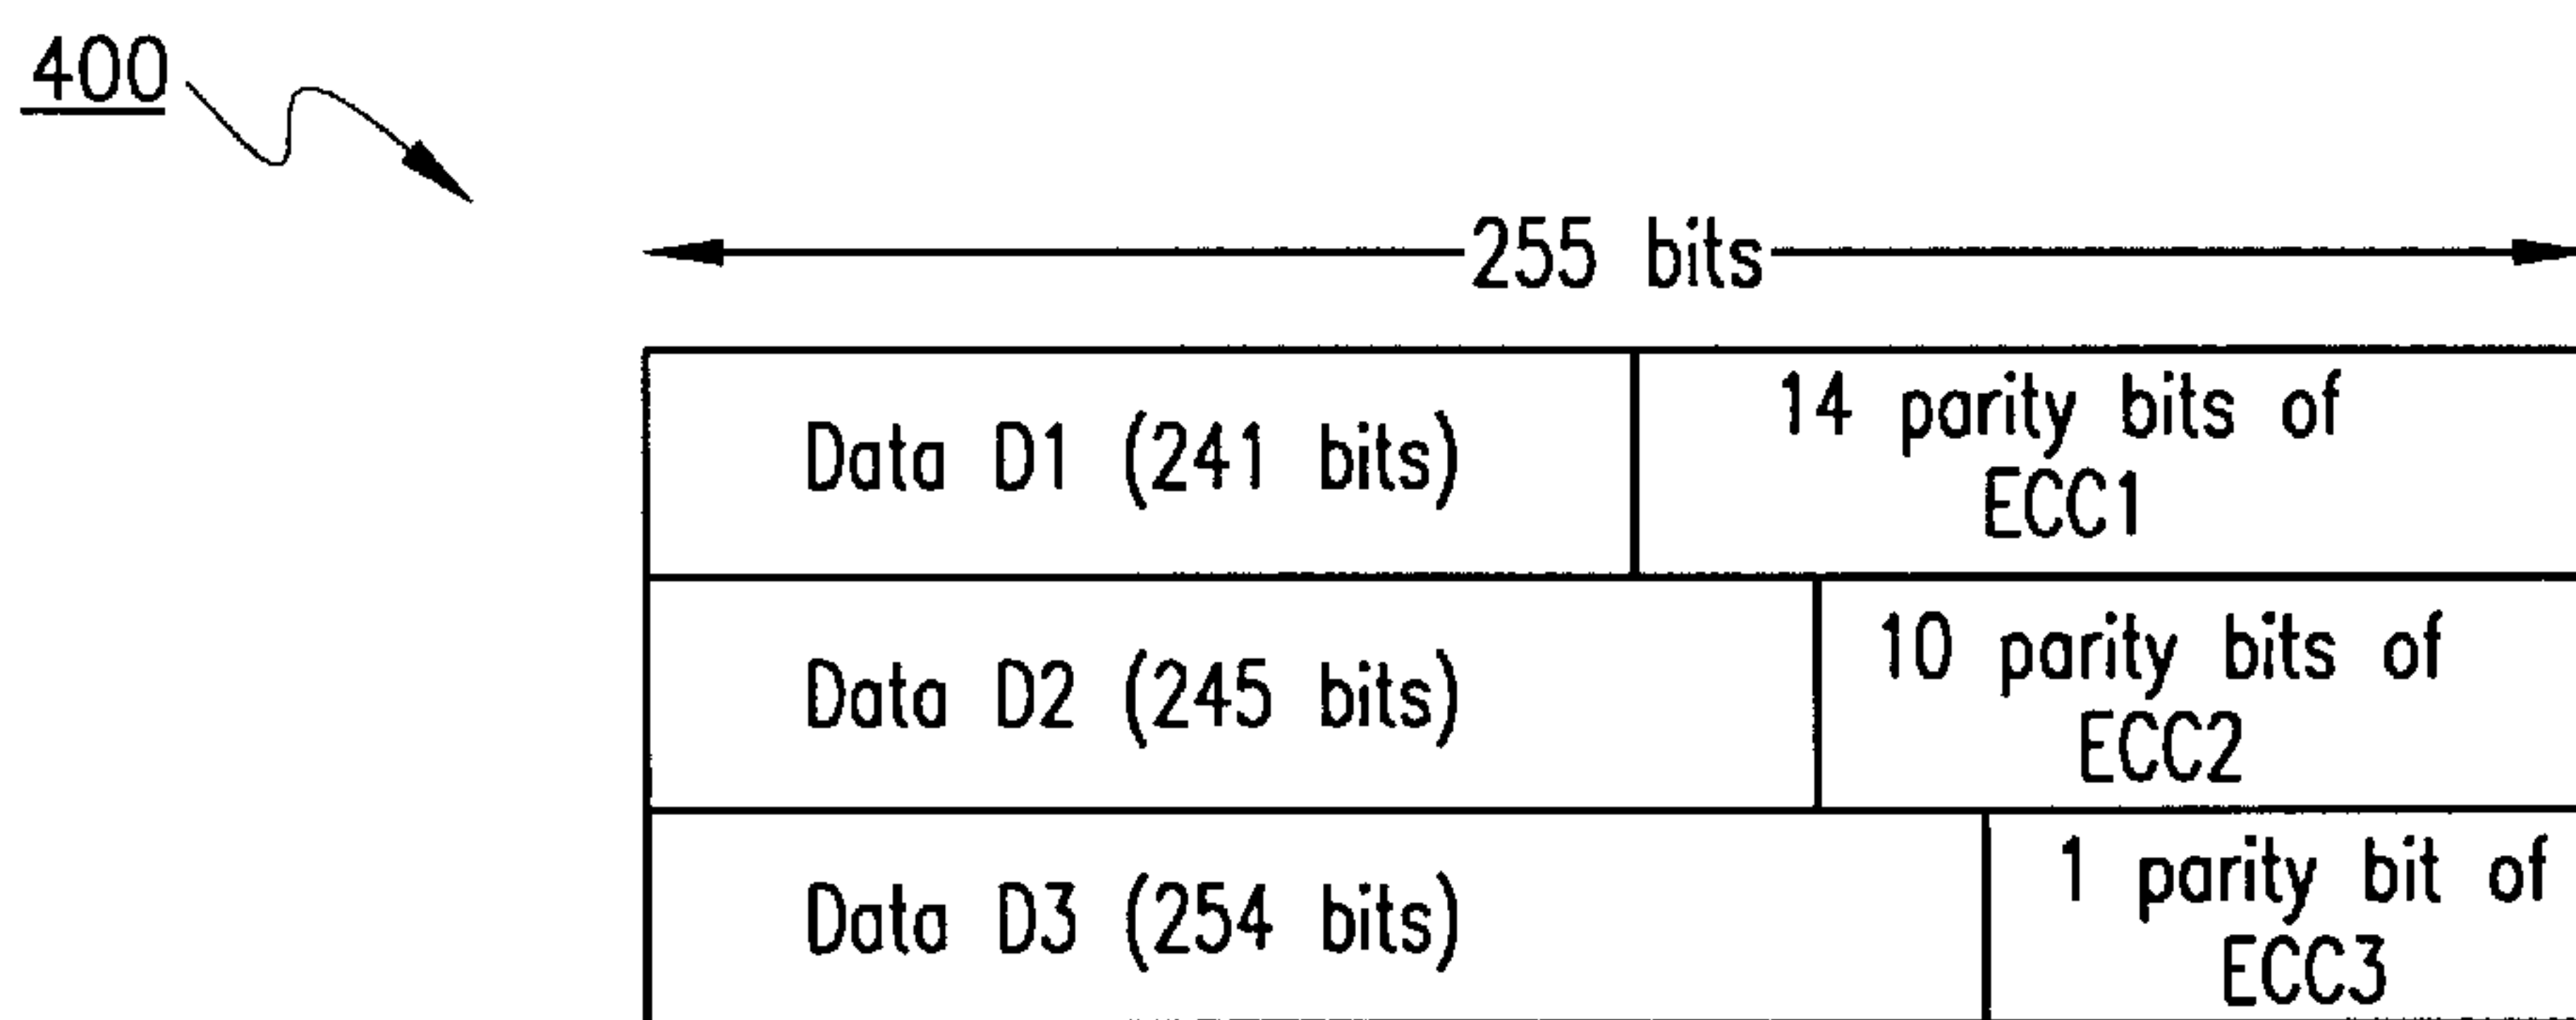 400
255 bits
Data D1 (241 bits)
14 parity bits of
ECC1
Data D2 (245 bits)
10 parity bits of
ECC2
Data D3 (254 bits)
1 parity bit of
ECC3